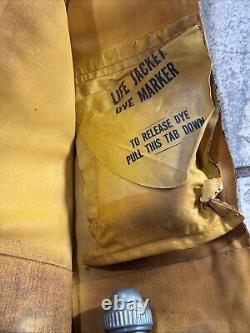 LIFE JACKET
DYE MARKER
TO RELEASE DYE
PULL THIS TAB DOWN